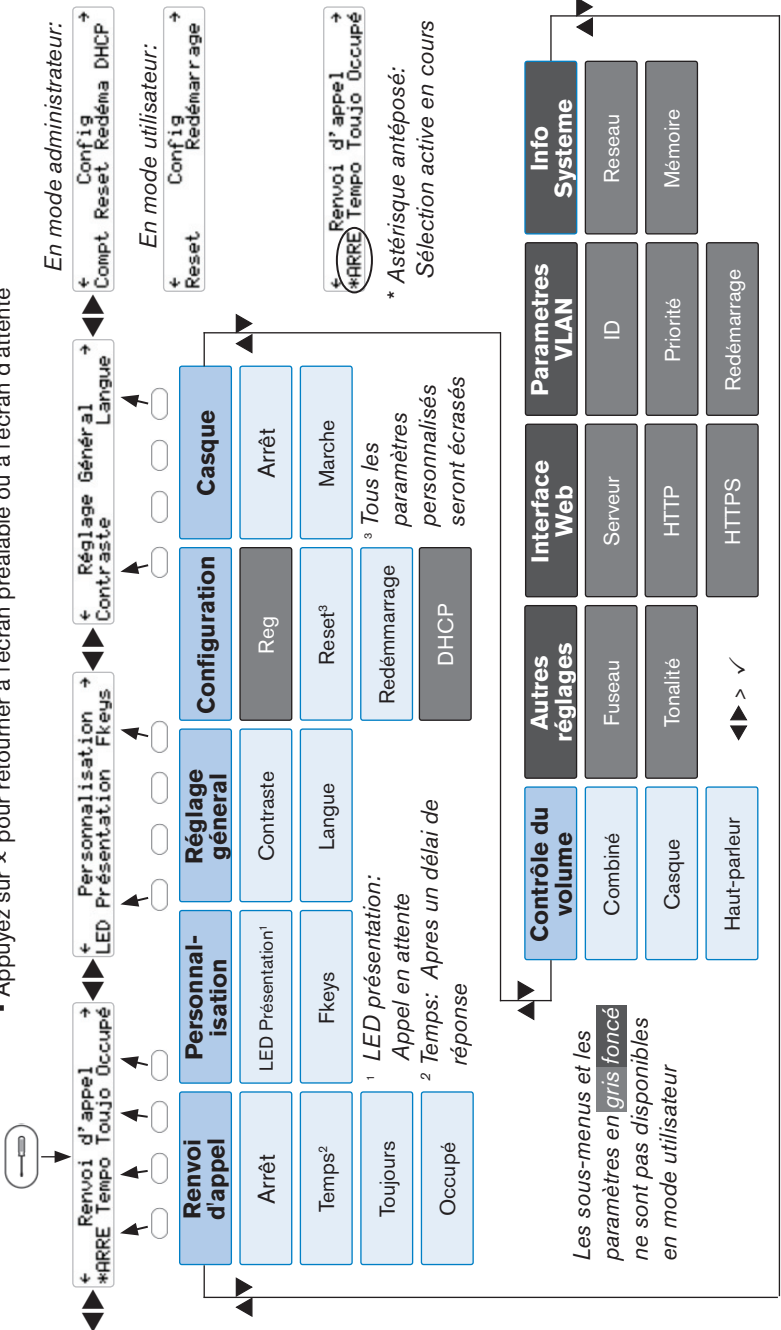 ▪ Appuyez sur × pour retourner à l'écran préalable ou à l'écran d'attente
← Renvoi d'appel →
*ARRE Tempo Toujo Occupé
← Personnalisation →
LED Présentation Fkeys
← Réglage Général →
Contraste Langue
En mode administrateur:
← Config →
Compt Reset Redéma DHCP
En mode utilisateur:
← Config →
Reset Redémarrage
← Renvoi d'appel →
*ARRE Tempo Toujo Occupé
* Astérisque antéposé:
Sélection active en cours
Renvoi
d'appel
Arrêt
Temps²
Toujours
Occupé
Personnal-
isation
LED Présentation¹
Fkeys
¹ LED présentation:
Appel en attente
² Temps: Apres un délai de
réponse
Réglage
géneral
Contraste
Langue
Configuration
Reg
Reset³
Redémmarrage
DHCP
Casque
Arrêt
Marche
³ Tous les
paramètres
personnalisés
seront écrasés
Les sous-menus et les
paramètres en gris foncé
ne sont pas disponibles
en mode utilisateur
Contrôle du
volume
Combiné
Casque
Haut-parleur
Autres
réglages
Fuseau
Tonalité
◀▶ > ✓
Interface
Web
Serveur
HTTP
HTTPS
Parametres
VLAN
ID
Priorité
Redémarrage
Info
Systeme
Reseau
Mémoire